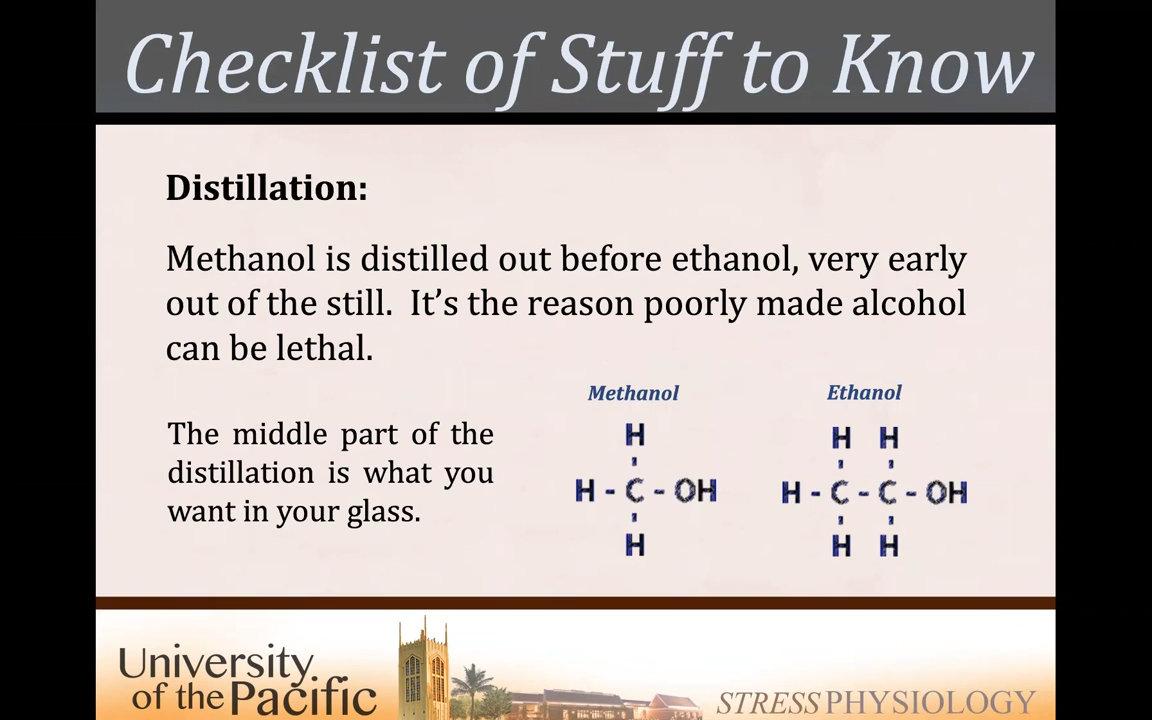 Checklist of Stuff to Know
Distillation:
Methanol is distilled out before ethanol, very early
out of the still.  It’s the reason poorly made alcohol
can be lethal.
The middle part of the
distillation is what you
want in your glass.
Methanol
H
H - C - OH
H
Ethanol
H H
H - C - C - OH
H H
University
of the Pacific
STRESS PHYSIOLOGY